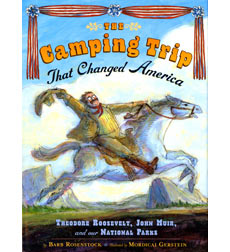 THE
Camping Trip
That Changed America
THEODORE ROOSEVELT, JOHN MUIR,
and our NATIONAL PARKS
by BARB ROSENSTOCK illustrated by MORDICAI GERSTEIN